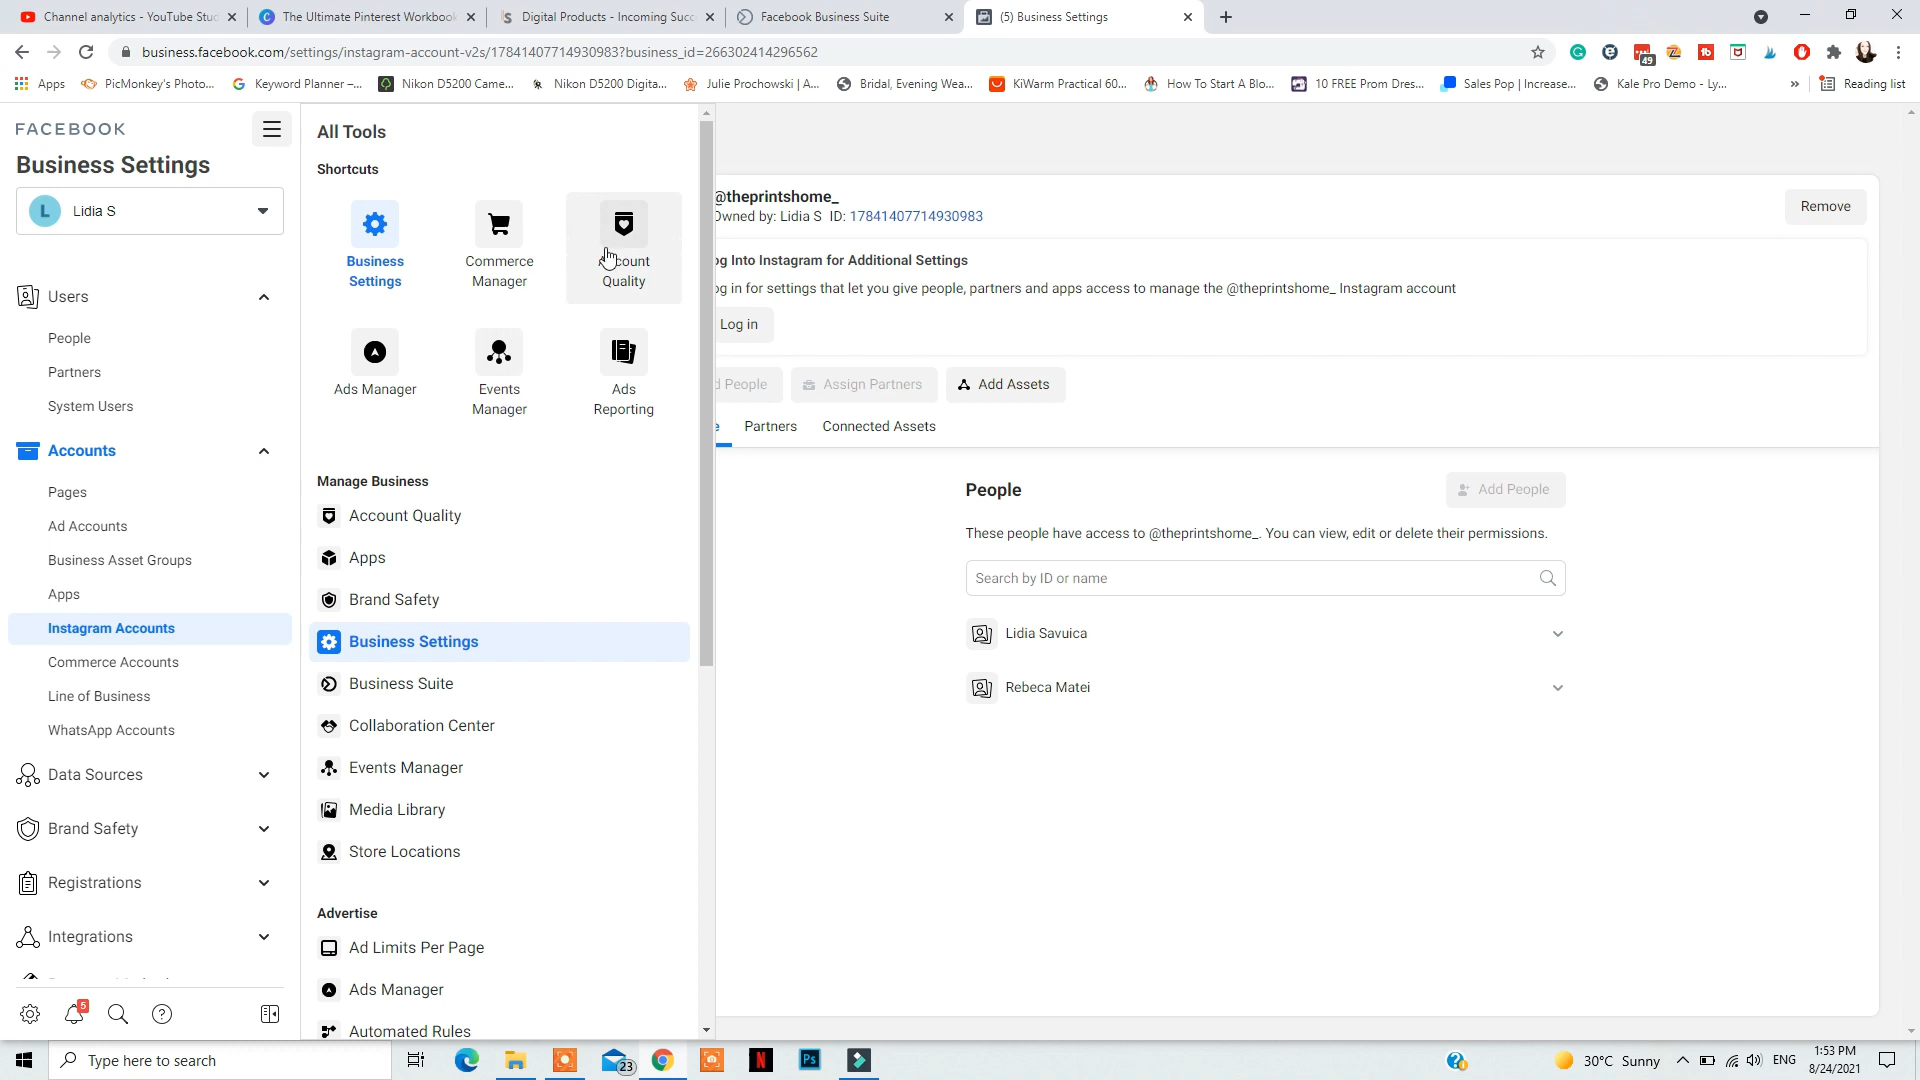 Channel analytics - YouTube Stu
The Ultimate Pinterest Workbook
Digital Products - Incoming Succ
Facebook Business Suite
(5) Business Settings
business.facebook.com/settings/instagram-account-v2s/17841407714930983?business_id=266302414296562
49
Apps
PicMonkey's Photo...
Keyword Planner –...
Nikon D5200 Came...
Nikon D5200 Digita...
Julie Prochowski | A...
Bridal, Evening Wea...
KiWarm Practical 60...
How To Start A Blo...
10 FREE Prom Dres...
Sales Pop | Increase...
Kale Pro Demo - Ly...
»
Reading list
FACEBOOK
Business Settings
L
Lidia S
Users
People
Partners
System Users
Accounts
Pages
Ad Accounts
Business Asset Groups
Apps
Instagram Accounts
Commerce Accounts
Line of Business
WhatsApp Accounts
Data Sources
Brand Safety
Registrations
Integrations
5
All Tools
Shortcuts
Business
Settings
Commerce
Manager
count
Quality
Ads Manager
Events
Manager
Ads
Reporting
Manage Business
Account Quality
Apps
Brand Safety
Business Settings
Business Suite
Collaboration Center
Events Manager
Media Library
Store Locations
Advertise
Ad Limits Per Page
Ads Manager
Automated Rules
@theprintshome_
Owned by: Lidia S ID: 17841407714930983
Remove
og Into Instagram for Additional Settings
og in for settings that let you give people, partners and apps access to manage the @theprintshome_ Instagram account
Log in
d People
Assign Partners
Add Assets
e
Partners
Connected Assets
People
Add People
These people have access to @theprintshome_. You can view, edit or delete their permissions.
Search by ID or name
Lidia Savuica
Rebeca Matei
Type here to search
23
Ps
30°C Sunny
ENG
1:53 PM
8/24/2021